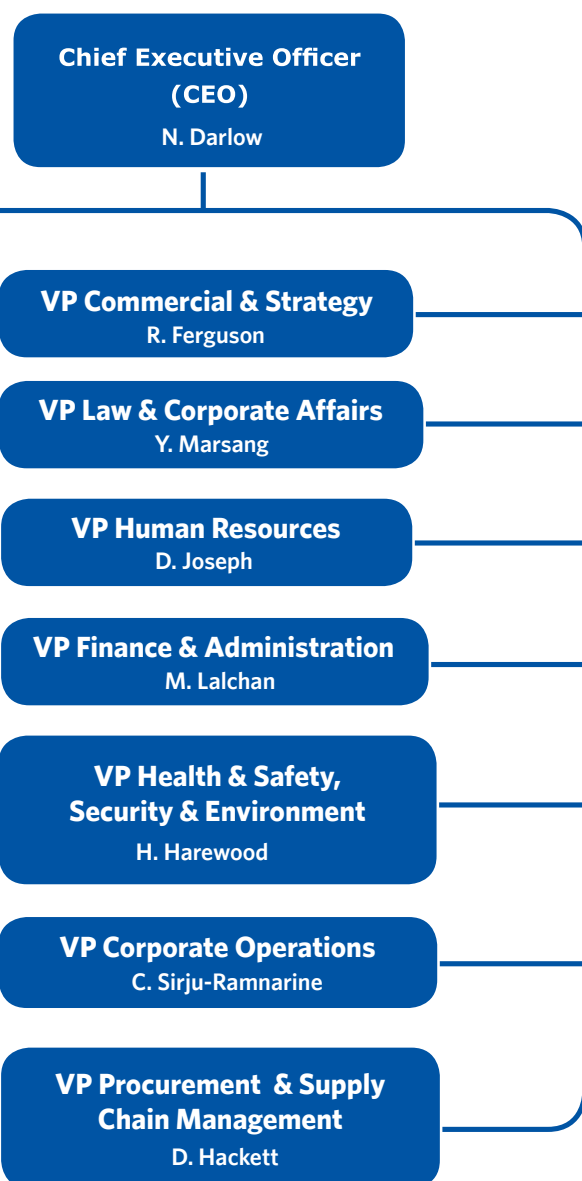 Chief Executive Officer
(CEO)
N. Darlow
VP Commercial & Strategy
R. Ferguson
VP Law & Corporate Affairs
Y. Marsang
VP Human Resources
D. Joseph
VP Finance & Administration
M. Lalchan
VP Health & Safety,
Security & Environment
H. Harewood
VP Corporate Operations
C. Sirju-Ramnarine
VP Procurement & Supply
Chain Management
D. Hackett